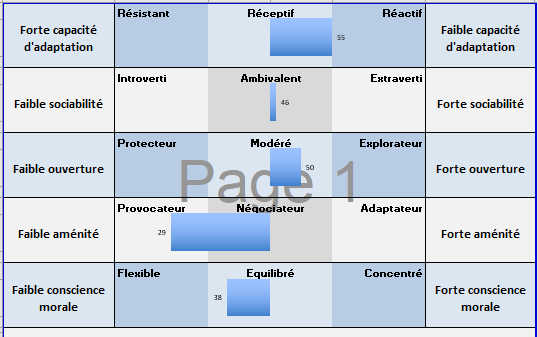 Forte capacité d'adaptation
Résistant Réceptif Réactif
55
Faible capacité d'adaptation
Faible sociabilité
Introverti Ambivalent Extraverti
46
Forte sociabilité
Faible ouverture
Protecteur Modéré Explorateur
50
Forte ouverture
Page 1
Faible aménité
Provocateur Négociateur Adaptateur
29
Forte aménité
Faible conscience morale
Flexible Equilibré Concentré
38
Forte conscience morale